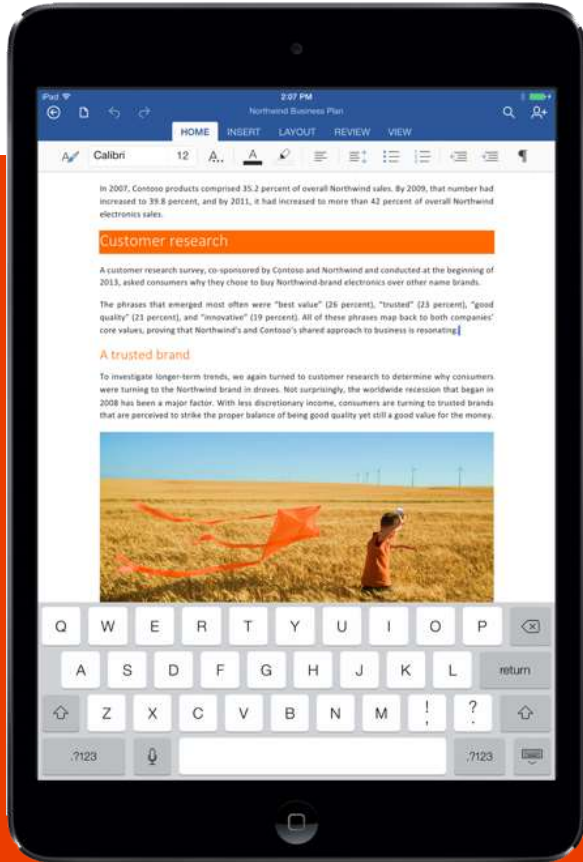 iPad
2:07 PM
Northwind Business Plan
HOME INSERT LAYOUT REVIEW VIEW
Calibri 12 A.. A ¶
In 2007, Contoso products comprised 35.2 percent of overall Northwind sales. By 2009, that number had
increased to 39.8 percent, and by 2011, it had increased to more than 42 percent of overall Northwind
electronics sales.
Customer research
A customer research survey, co-sponsored by Contoso and Northwind and conducted at the beginning of
2013, asked consumers why they chose to buy Northwind-brand electronics over other name brands.
The phrases that emerged most often were “best value” (26 percent), “trusted” (23 percent), “good
quality” (21 percent), and “innovative” (19 percent). All of these phrases map back to both companies’
core values, proving that Northwind’s and Contoso’s shared approach to business is resonating.
A trusted brand
To investigate longer-term trends, we again turned to customer research to determine why consumers
were turning to the Northwind brand in droves. Not surprisingly, the worldwide recession that began in
2008 has been a major factor. With less discretionary income, consumers are turning to trusted brands
that are perceived to strike the proper balance of being good quality yet still a good value for the money.
Q W E R T Y U I O P
A S D F G H J K L return
Z X C V B N M ! , ? .
.?123 .?123